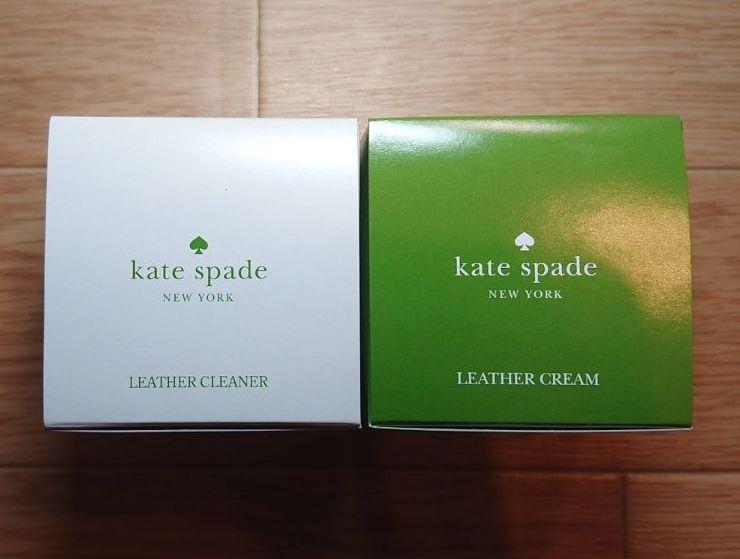 kate spade
NEW YORK
LEATHER CLEANER
kate spade
NEW YORK
LEATHER CREAM